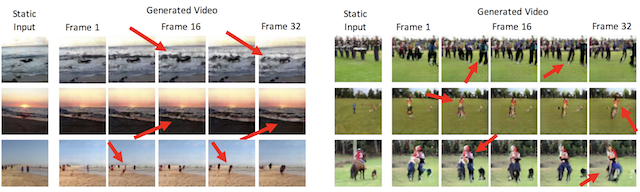 Static Input
Generated Video
Frame 1
Frame 16
Frame 32
Static Input
Generated Video
Frame 1
Frame 16
Frame 32